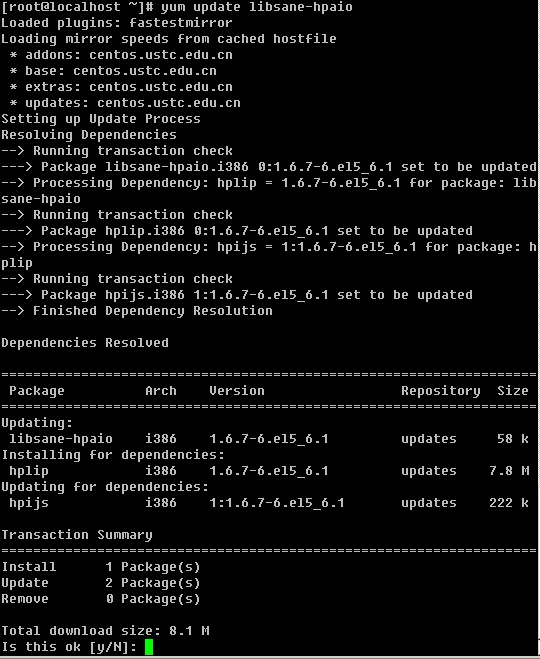 [root@localhost ~]# yum update libsane-hpaio
Loaded plugins: fastestmirror
Loading mirror speeds from cached hostfile
 * addons: centos.ustc.edu.cn
 * base: centos.ustc.edu.cn
 * extras: centos.ustc.edu.cn
 * updates: centos.ustc.edu.cn
Setting up Update Process
Resolving Dependencies
--> Running transaction check
---> Package libsane-hpaio.i386 0:1.6.7-6.el5_6.1 set to be updated
--> Processing Dependency: hplip = 1.6.7-6.el5_6.1 for package: lib
sane-hpaio
--> Running transaction check
---> Package hplip.i386 0:1.6.7-6.el5_6.1 set to be updated
--> Processing Dependency: hpijs = 1:1.6.7-6.el5_6.1 for package: h
plip
--> Running transaction check
---> Package hpijs.i386 1:1.6.7-6.el5_6.1 set to be updated
--> Finished Dependency Resolution

Dependencies Resolved

===================================================================
 Package          Arch    Version                 Repository  Size
===================================================================
Updating:
 libsane-hpaio    i386    1.6.7-6.el5_6.1         updates     58 k
Installing for dependencies:
 hplip            i386    1.6.7-6.el5_6.1         updates    7.8 M
Updating for dependencies:
 hpijs            i386    1:1.6.7-6.el5_6.1       updates    222 k

Transaction Summary
===================================================================
Install      1 Package(s)
Update       2 Package(s)
Remove       0 Package(s)

Total download size: 8.1 M
Is this ok [y/N]: